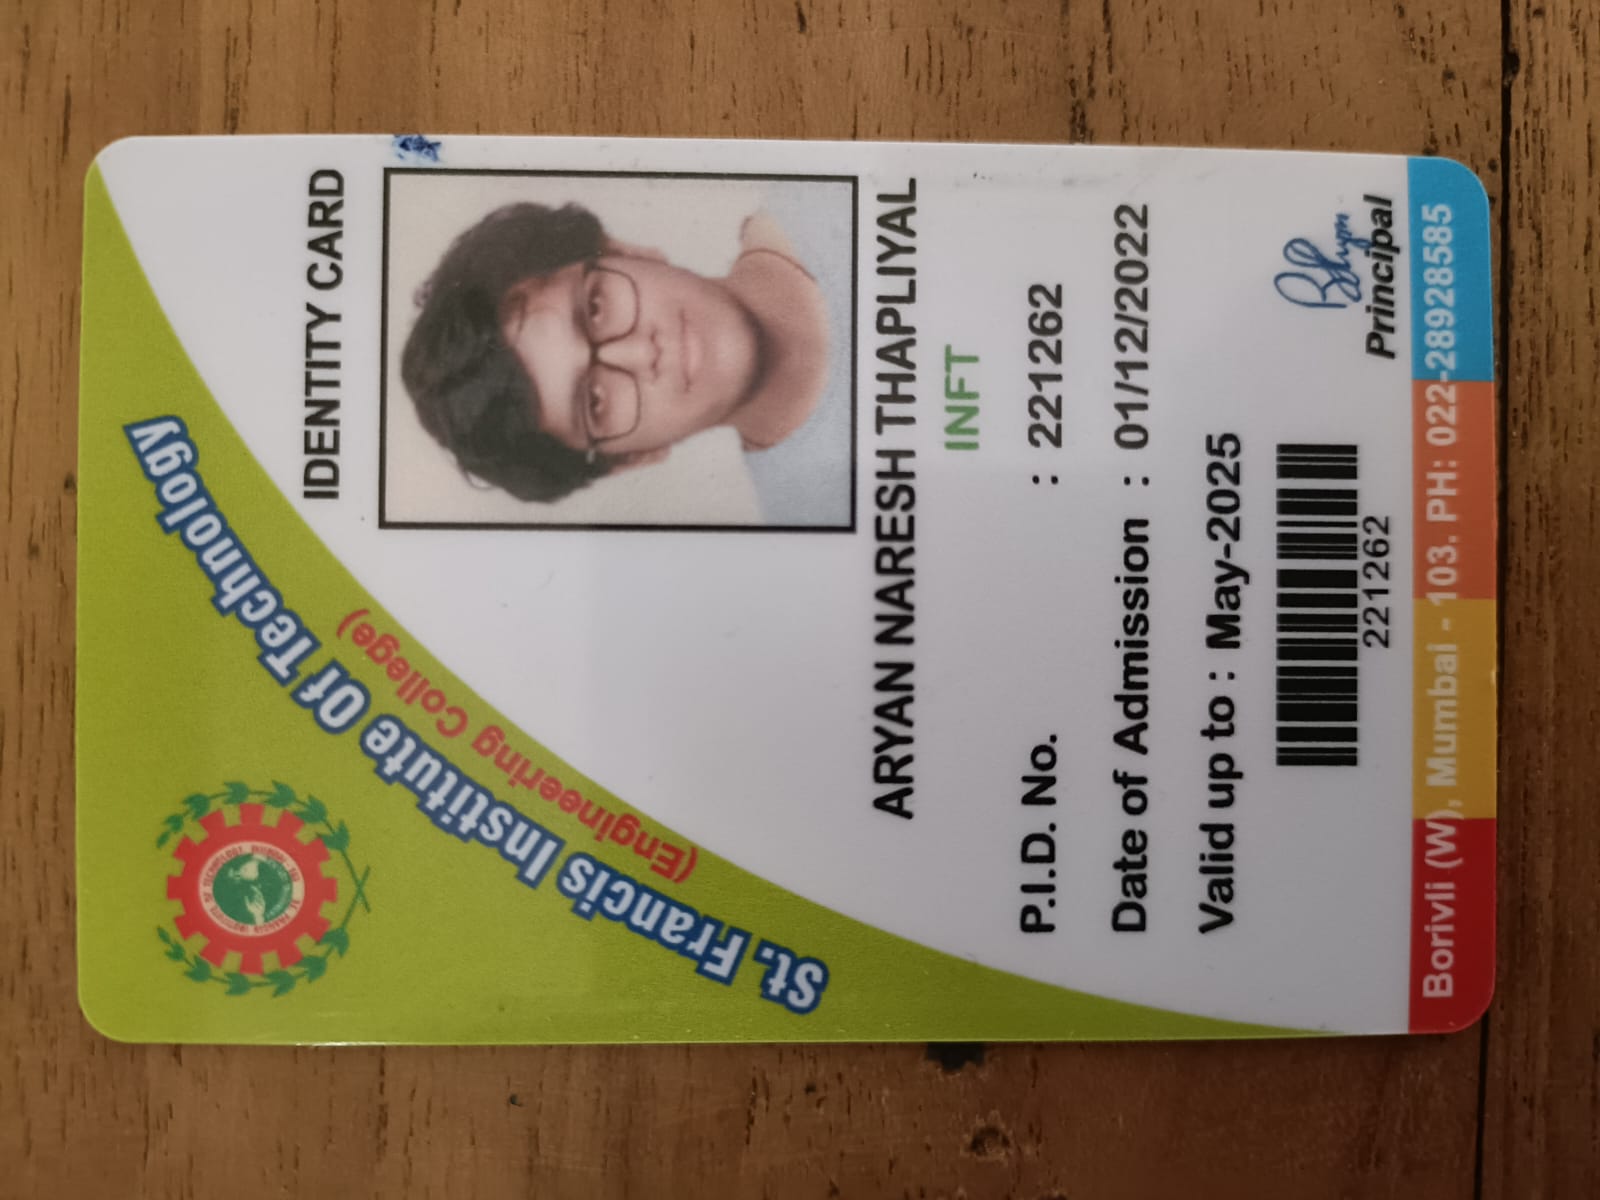 St. Francis Institute Of Technology
(Engineering College)
IDENTITY CARD
ARYAN NARESH THAPLIYAL
INFT
P.I.D. No. : 221262
Date of Admission : 01/12/2022
Valid up to : May-2025
221262
Principal
Borivli (W), Mumbai - 103. PH: 022-28928585